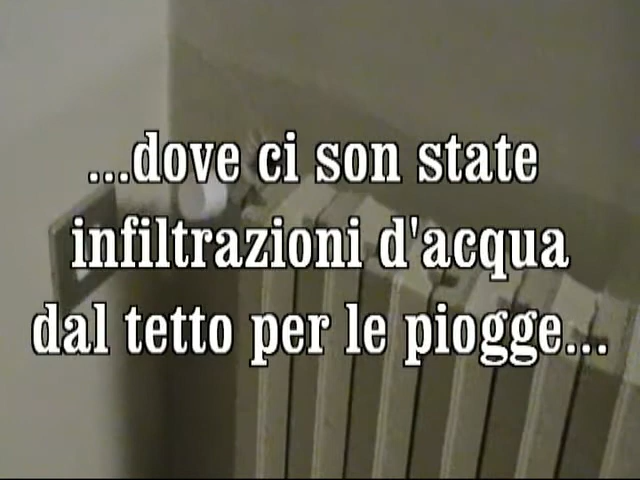 ...dove ci son state
infiltrazioni d'acqua
dal tetto per le piogge...